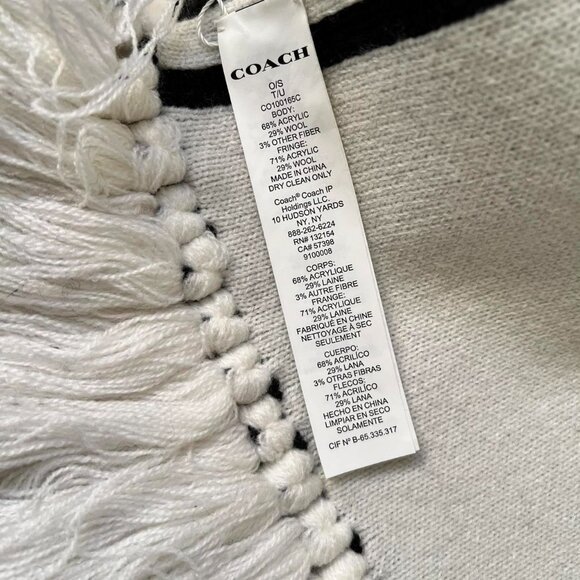 COACH
O/S
T/U
CO100165C
BODY:
68% ACRYLIC
29% WOOL
3% OTHER FIBER
FRINGE:
71% ACRYLIC
29% WOOL
MADE IN CHINA
DRY CLEAN ONLY
Coach® Coach IP
Holdings LLC.
10 HUDSON YARDS
NY, NY
888-262-6224
RN# 132154
CA# 57398
9100008
CORPS:
68% ACRYLIQUE
29% LAINE
3% AUTRE FIBRE
FRANGE:
71% ACRYLIQUE
29% LAINE
FABRIQUÉ EN CHINE
NETTOYAGE À SEC
SEULEMENT
CUERPO:
68% ACRÍLICO
29% LANA
3% OTRAS FIBRAS
FLECOS:
71% ACRÍLICO
29% LANA
HECHO EN CHINA
LIMPIAR EN SECO
SOLAMENTE
CIF Nº B-65.335.317